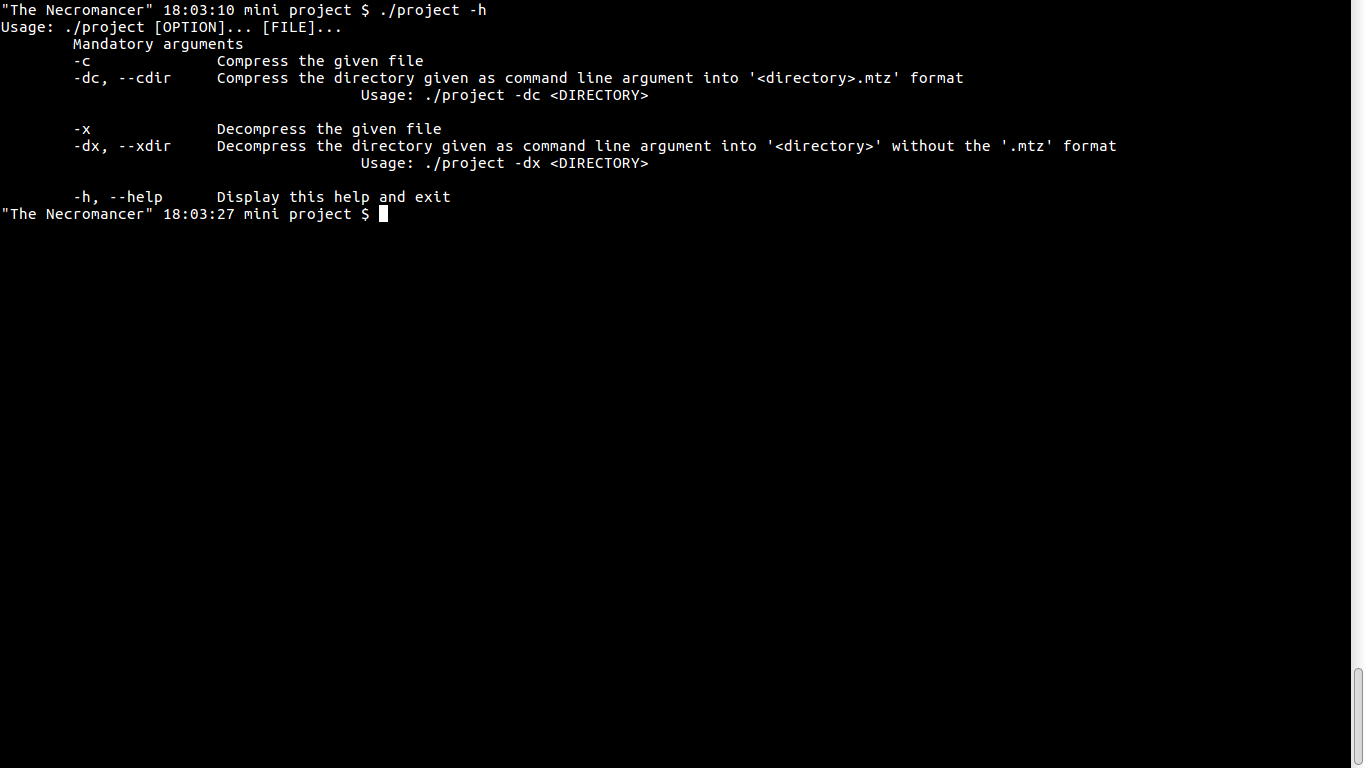 "The Necromancer" 18:03:10 mini project $ ./project -h
Usage: ./project [OPTION]... [FILE]...
Mandatory arguments
-c Compress the given file
-dc, --cdir Compress the directory given as command line argument into '<directory>.mtz' format
Usage: ./project -dc <DIRECTORY>
-x Decompress the given file
-dx, --xdir Decompress the directory given as command line argument into '<directory>' without the '.mtz' format
Usage: ./project -dx <DIRECTORY>
-h, --help Display this help and exit
"The Necromancer" 18:03:27 mini project $